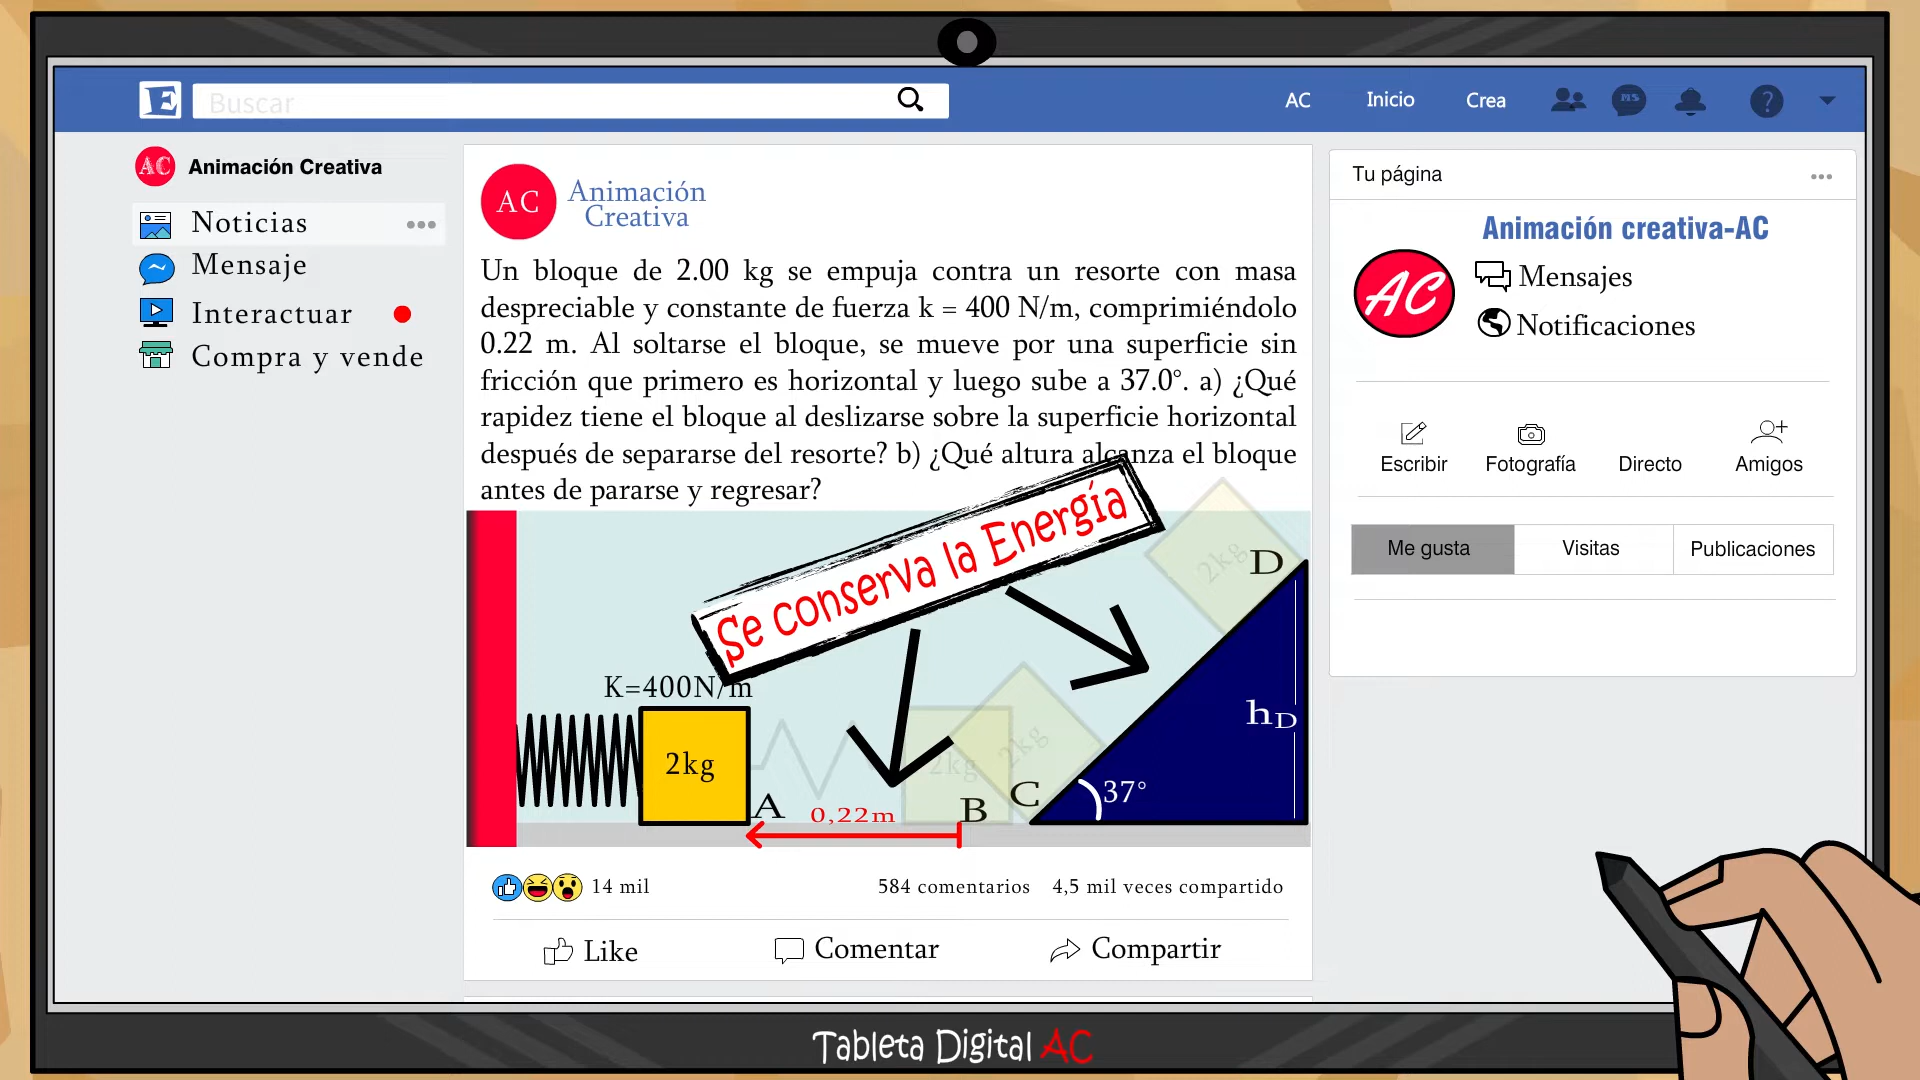 E
Buscar
AC
Inicio
Crea
MS
?
AC
Animación Creativa
Noticias
Mensaje
Interactuar
Compra y vende
AC
Animación
Creativa
Un bloque de 2.00 kg se empuja contra un resorte con masa
despreciable y constante de fuerza k = 400 N/m, comprimiéndolo
0.22 m. Al soltarse el bloque, se mueve por una superficie sin
fricción que primero es horizontal y luego sube a 37.0°. a) ¿Qué
rapidez tiene el bloque al deslizarse sobre la superficie horizontal
después de separarse del resorte? b) ¿Qué altura alcanza el bloque
antes de pararse y regresar?
Se conserva la Energía
2kg
D
K=400N/m
hD
2kg
2kg
2kg
A
0,22m
B
C
37°
14 mil
584 comentarios
4,5 mil veces compartido
Like
Comentar
Compartir
Tu página
Animación creativa-AC
AC
Mensajes
Notificaciones
Escribir
Fotografía
Directo
Amigos
Me gusta
Visitas
Publicaciones
Tableta Digital AC